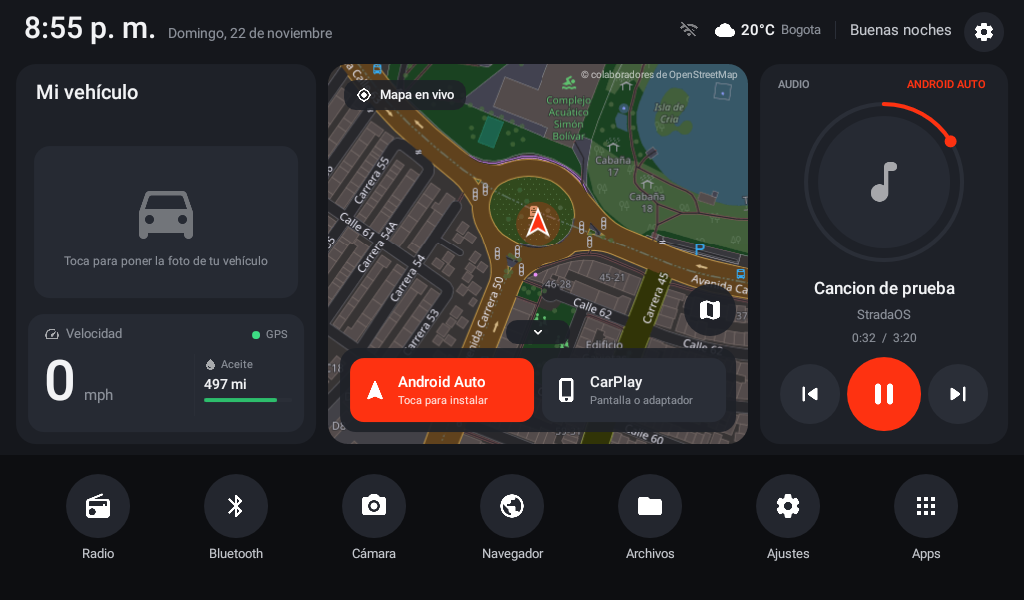 8:55 p. m.
Domingo, 22 de noviembre
20°C Bogota
Buenas noches
Mi vehículo
Toca para poner la foto de tu vehículo
Velocidad
GPS
0 mph
Aceite
497 mi
© colaboradores de OpenStreetMap
Mapa en vivo
Complejo
Acuático
Simón
Bolívar
Isla de
Cría
Cabaña
17
Cabaña
18
Carrera 55
Calle 61
Carrera 54A
Carrera 54
Carrera 53
Carrera 50
Carrera 45
Avenida Ca
P
45-21
46-28
Calle 62
Edificio
Calle 60
Android Auto
Toca para instalar
CarPlay
Pantalla o adaptador
AUDIO
ANDROID AUTO
Cancion de prueba
StradaOS
0:32 / 3:20
Radio
Bluetooth
Cámara
Navegador
Archivos
Ajustes
Apps